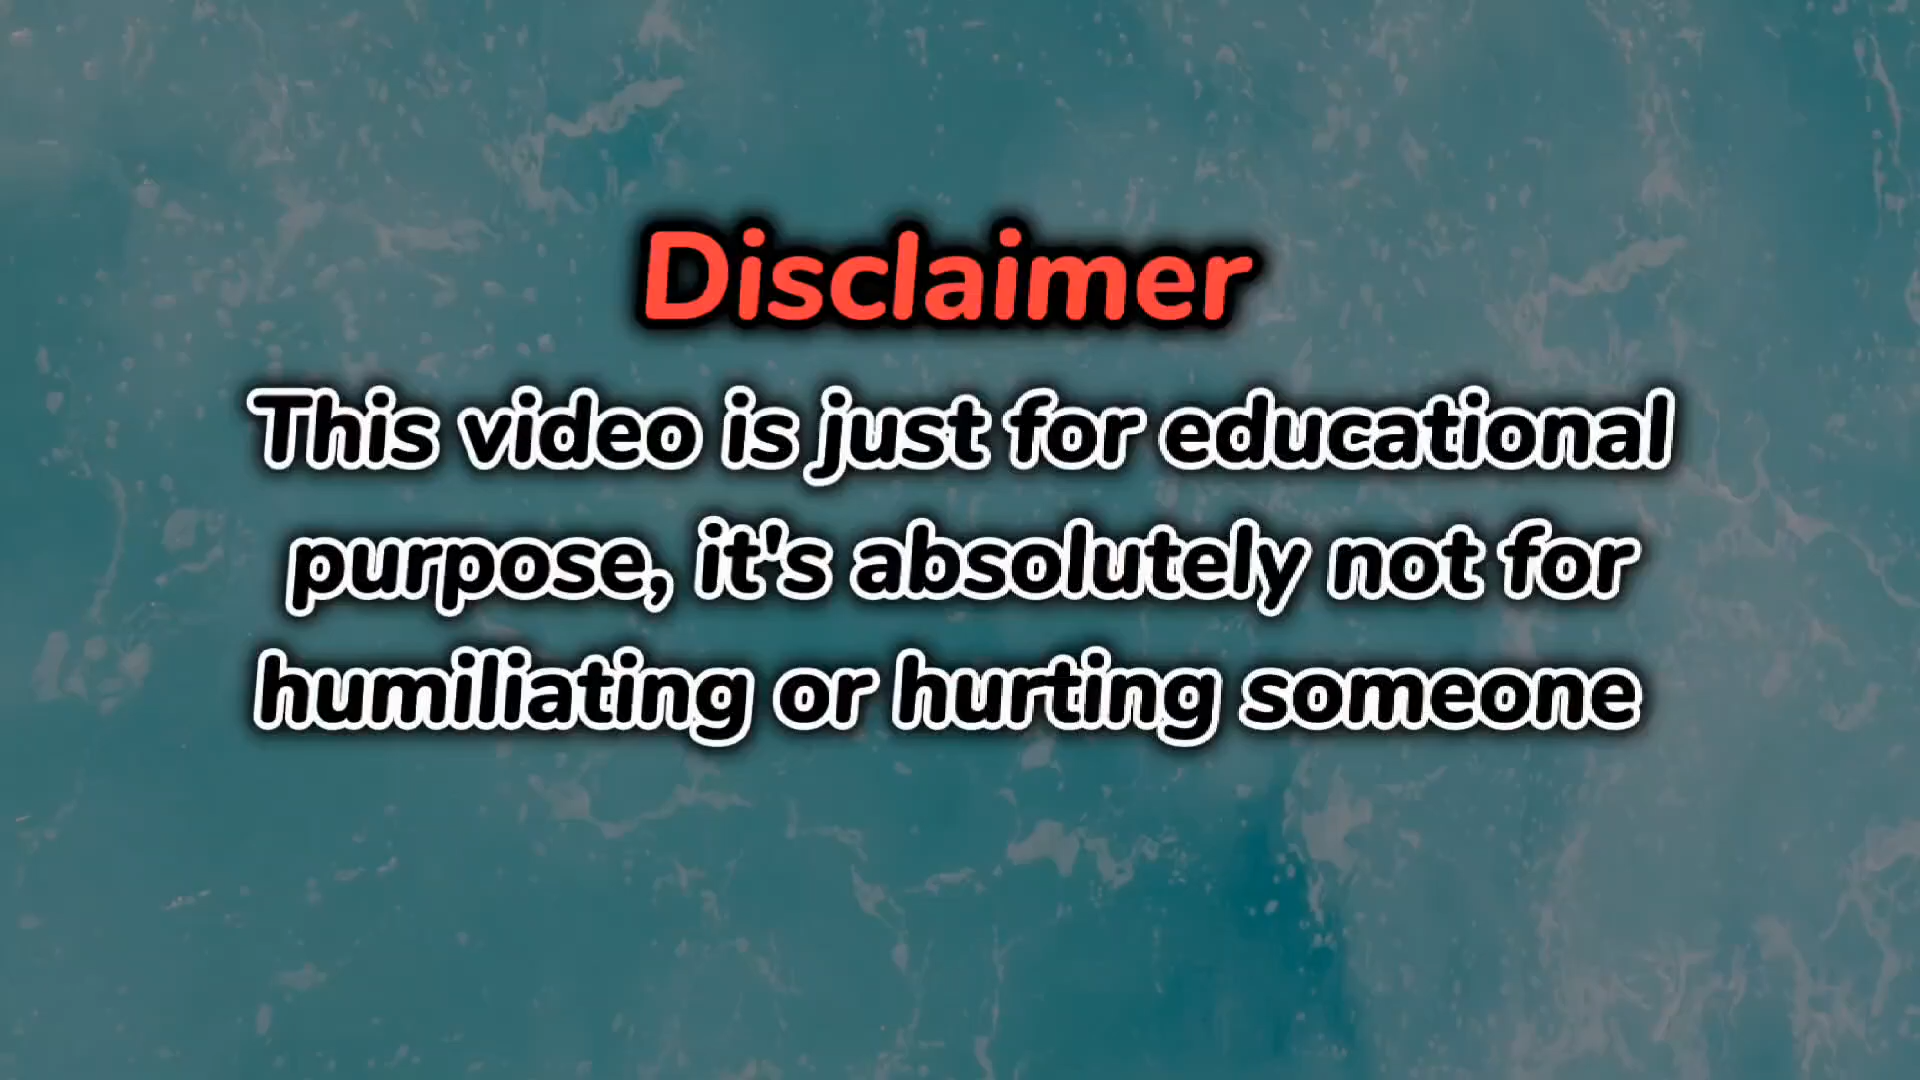 Disclaimer
This video is just for educational
purpose, it's absolutely not for
humiliating or hurting someone